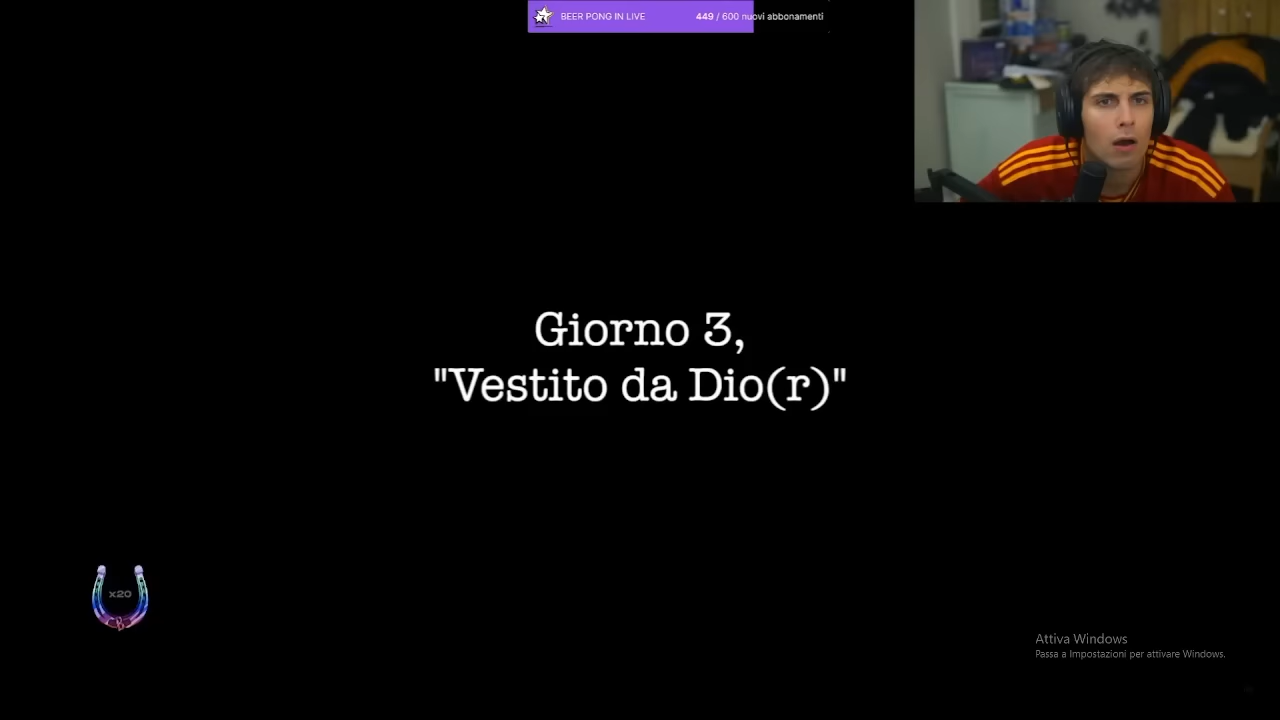 BEER PONG IN LIVE 449 / 600 nuovi abbonamenti
Giorno 3,
"Vestito da Dio(r)"
x20
Attiva Windows
Passa a Impostazioni per attivare Windows.